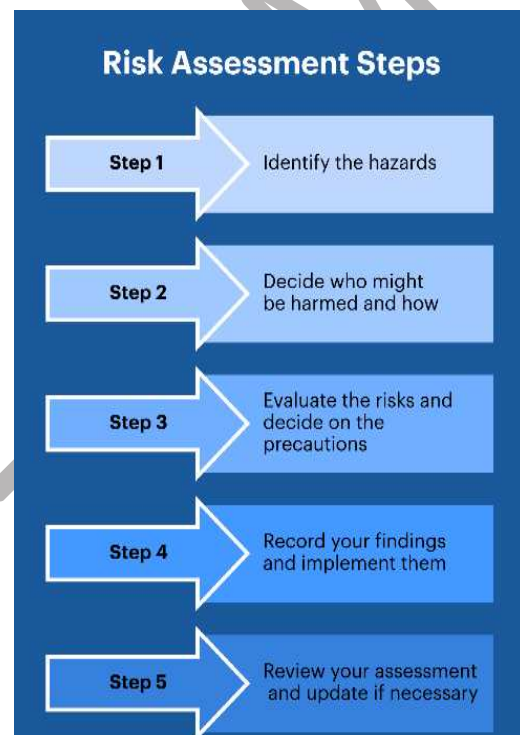 Risk Assessment Steps
Step 1
Identify the hazards
Step 2
Decide who might
be harmed and how
Step 3
Evaluate the risks and
decide on the
precautions
Step 4
Record your findings
and implement them
Step 5
Review your assessment
and update if necessary